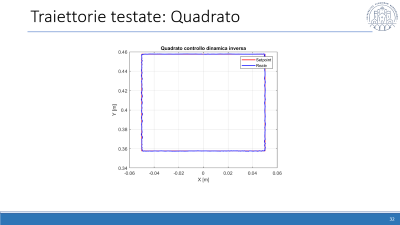 Traiettorie testate: Quadrato
Quadrato controllo dinamica inversa
Setpoint
Reale
0.46
0.44
0.42
0.4
0.38
0.36
0.34
Y [m]
-0.06
-0.04
-0.02
0
0.02
0.04
0.06
X [m]